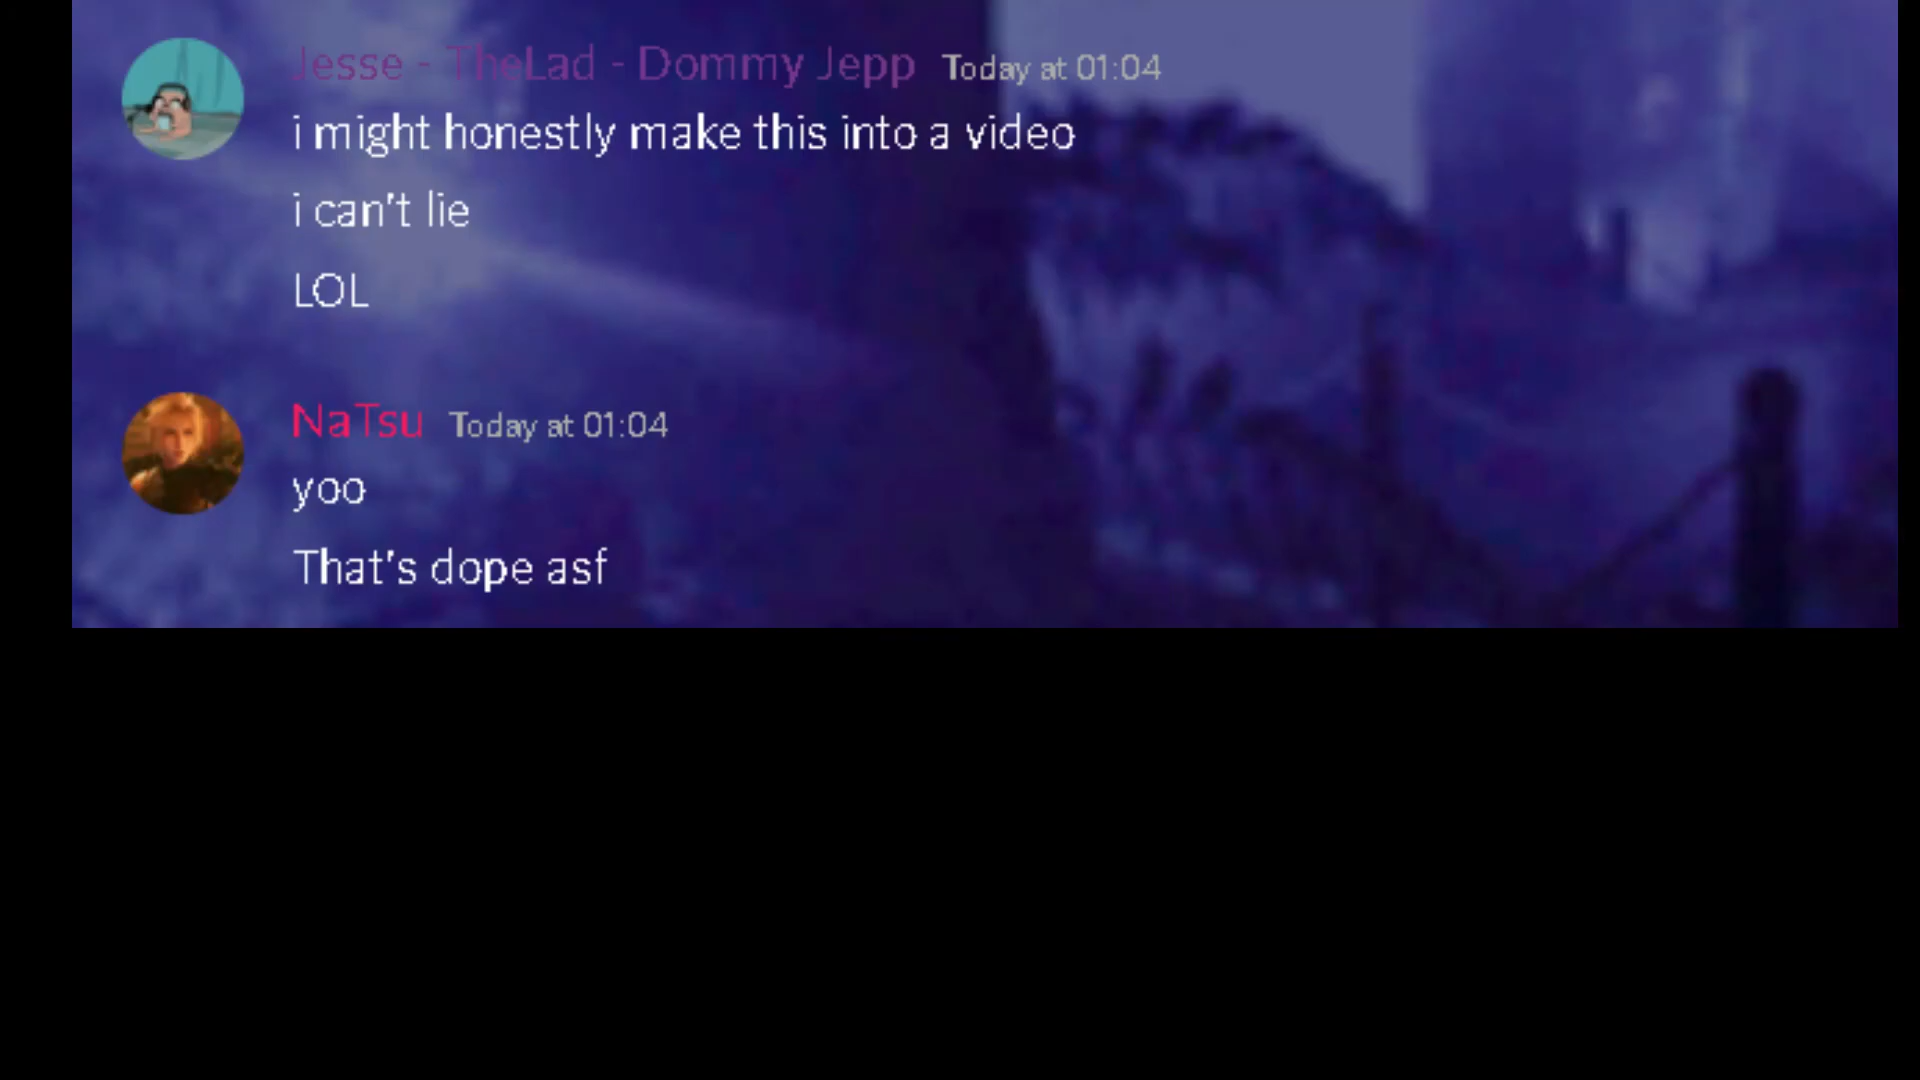 Jesse - TheLad - Dommy Jepp Today at 01:04
i might honestly make this into a video
i can't lie
LOL
NaTsu Today at 01:04
yoo
That's dope asf